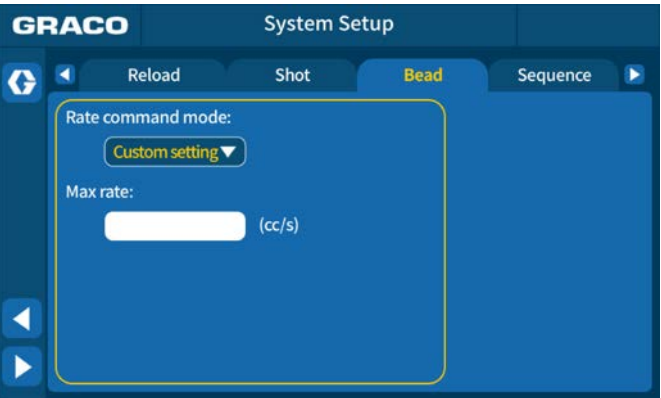 GRACO System Setup
Reload Shot Bead Sequence
Rate command mode:
Custom setting
Max rate:
(cc/s)